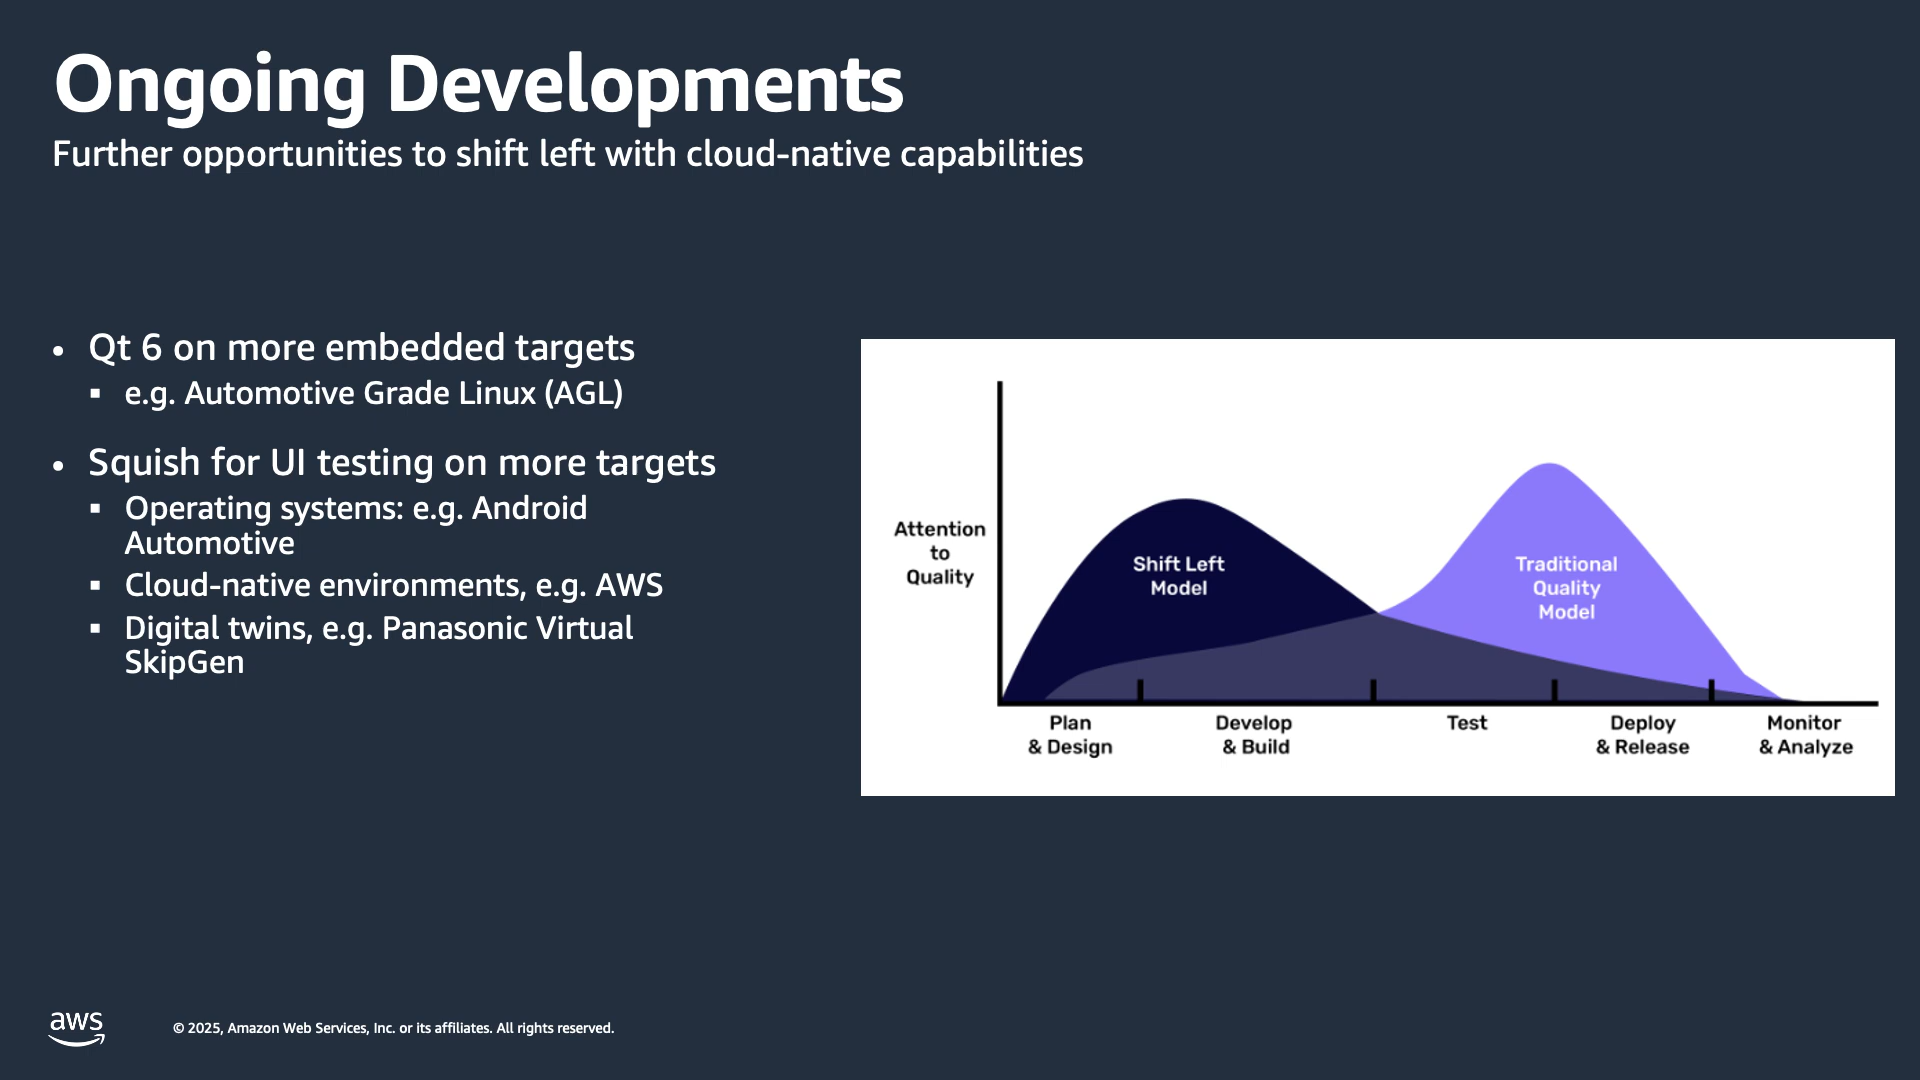 Ongoing Developments
Further opportunities to shift left with cloud-native capabilities
• Qt 6 on more embedded targets
▪ e.g. Automotive Grade Linux (AGL)
• Squish for UI testing on more targets
▪ Operating systems: e.g. Android
Automotive
▪ Cloud-native environments, e.g. AWS
▪ Digital twins, e.g. Panasonic Virtual
SkipGen
Attention
to
Quality
Shift Left
Model
Traditional
Quality
Model
Plan
& Design
Develop
& Build
Test
Deploy
& Release
Monitor
& Analyze
aws
© 2025, Amazon Web Services, Inc. or its affiliates. All rights reserved.